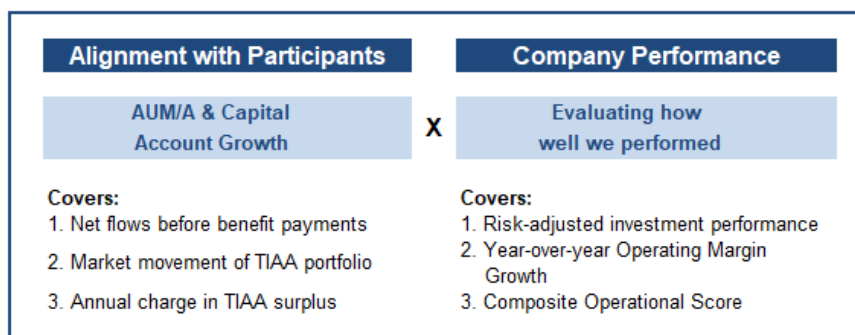 Alignment with Participants
AUM/A & Capital
Account Growth
Covers:
1. Net flows before benefit payments
2. Market movement of TIAA portfolio
3. Annual charge in TIAA surplus
X
Company Performance
Evaluating how
well we performed
Covers:
1. Risk-adjusted investment performance
2. Year-over-year Operating Margin
Growth
3. Composite Operational Score